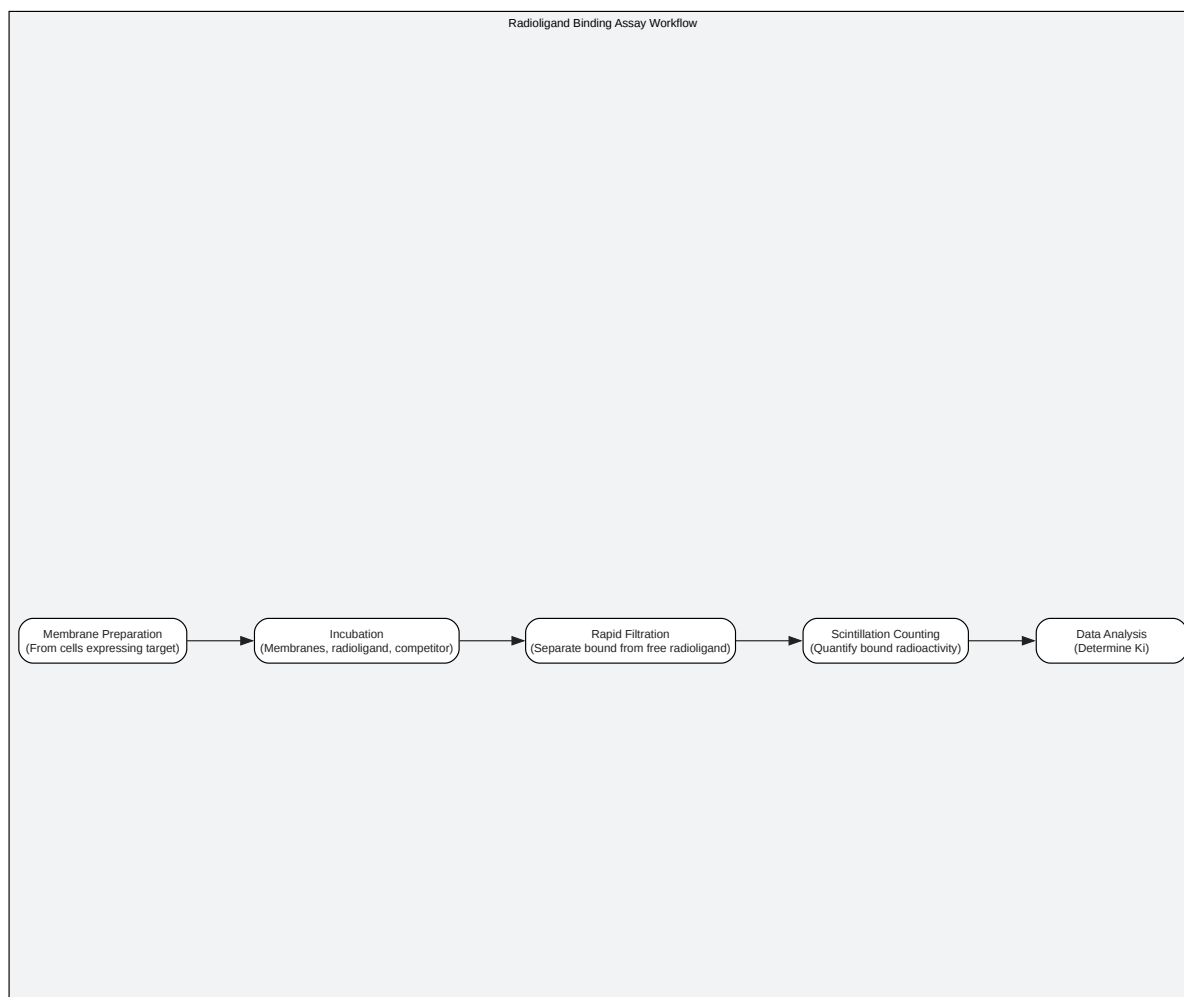 Radioligand Binding Assay Workflow
Membrane Preparation
(From cells expressing target)
Incubation
(Membranes, radioligand, competitor)
Rapid Filtration
(Separate bound from free radioligand)
Scintillation Counting
(Quantify bound radioactivity)
Data Analysis
(Determine Ki)